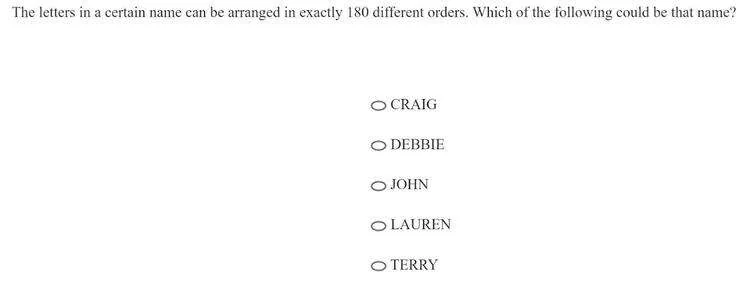 The letters in a certain name can be arranged in exactly 180 different orders. Which of the following could be that name?
CRAIG
DEBBIE
JOHN
LAUREN
TERRY